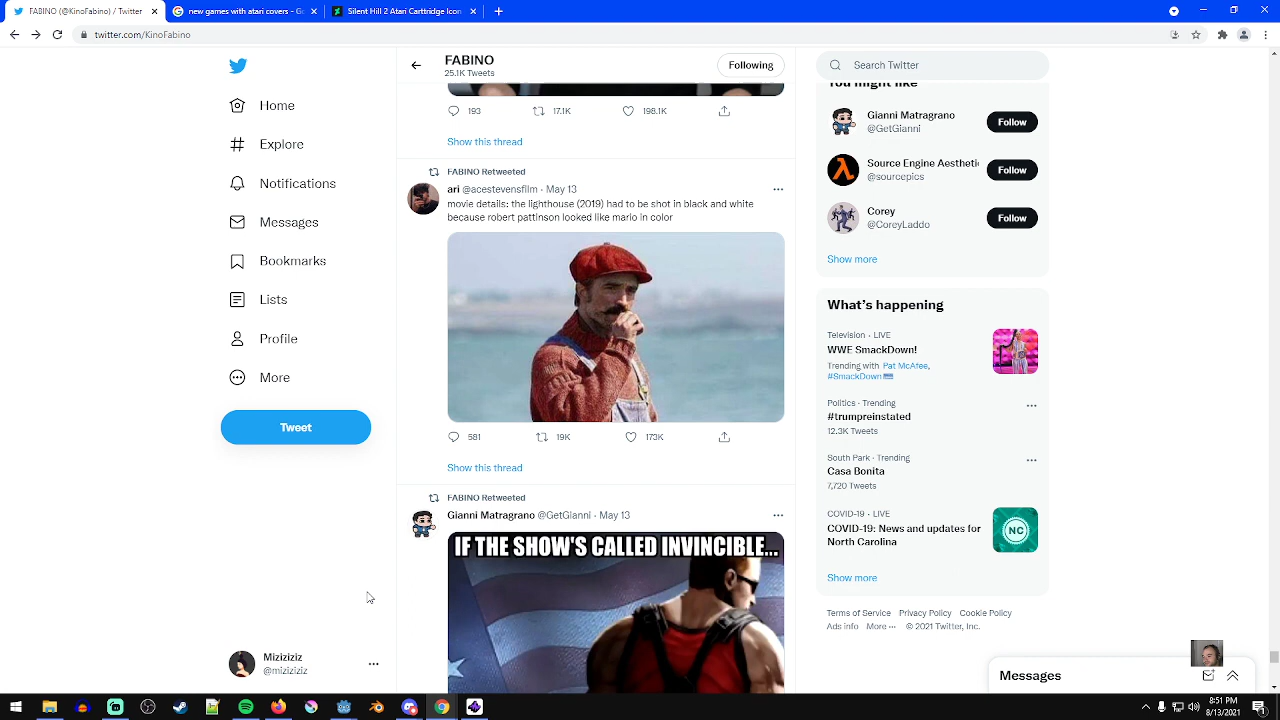 FABINO (@KinoFabino) / Twitter
new games with atari covers - Go
Silent Hill 2 Atari Cartridge Icon
twitter.com/KinoFabino
FABINO
25.1K Tweets
Following
Home
Explore
Notifications
Messages
Bookmarks
Lists
Profile
More
Tweet
Miziziziz
@miziziziz
193
17.1K
198.1K
Show this thread
FABINO Retweeted
ari @acestevensfilm · May 13
movie details: the lighthouse (2019) had to be shot in black and white
because robert pattinson looked like mario in color
581
19K
173K
Show this thread
FABINO Retweeted
Gianni Matragrano @GetGianni · May 13
IF THE SHOW'S CALLED INVINCIBLE...
Search Twitter
You might like
Gianni Matragrano
@GetGianni
Follow
Source Engine Aesthetic
@sourcepics
Follow
Corey
@CoreyLaddo
Follow
Show more
What's happening
Television · LIVE
WWE SmackDown!
Trending with Pat McAfee,
#SmackDown
Politics · Trending
#trumpreinstated
12.3K Tweets
South Park · Trending
Casa Bonita
7,720 Tweets
COVID-19 · LIVE
COVID-19: News and updates for
North Carolina
NC
Show more
Terms of Service Privacy Policy Cookie Policy
Ads info More ··· © 2021 Twitter, Inc.
Messages
8:51 PM
8/13/2021